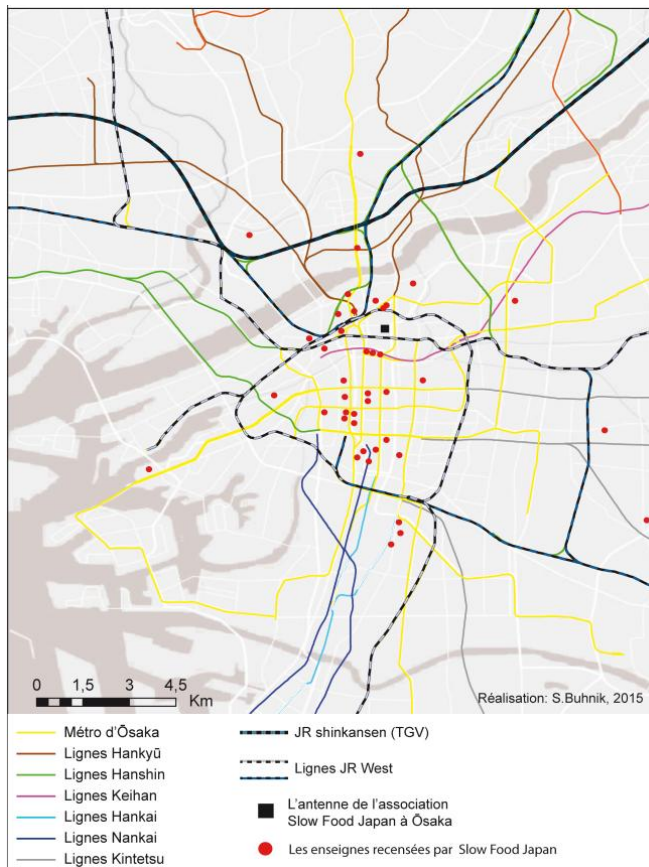 0 1,5 3 4,5
Km
Réalisation: S.Buhnik, 2015
Métro d'Ōsaka
Lignes Hankyū
Lignes Hanshin
Lignes Keihan
Lignes Hankai
Lignes Nankai
Lignes Kintetsu
JR shinkansen (TGV)
Lignes JR West
L'antenne de l'association
Slow Food Japan à Ōsaka
Les enseignes recensées par Slow Food Japan